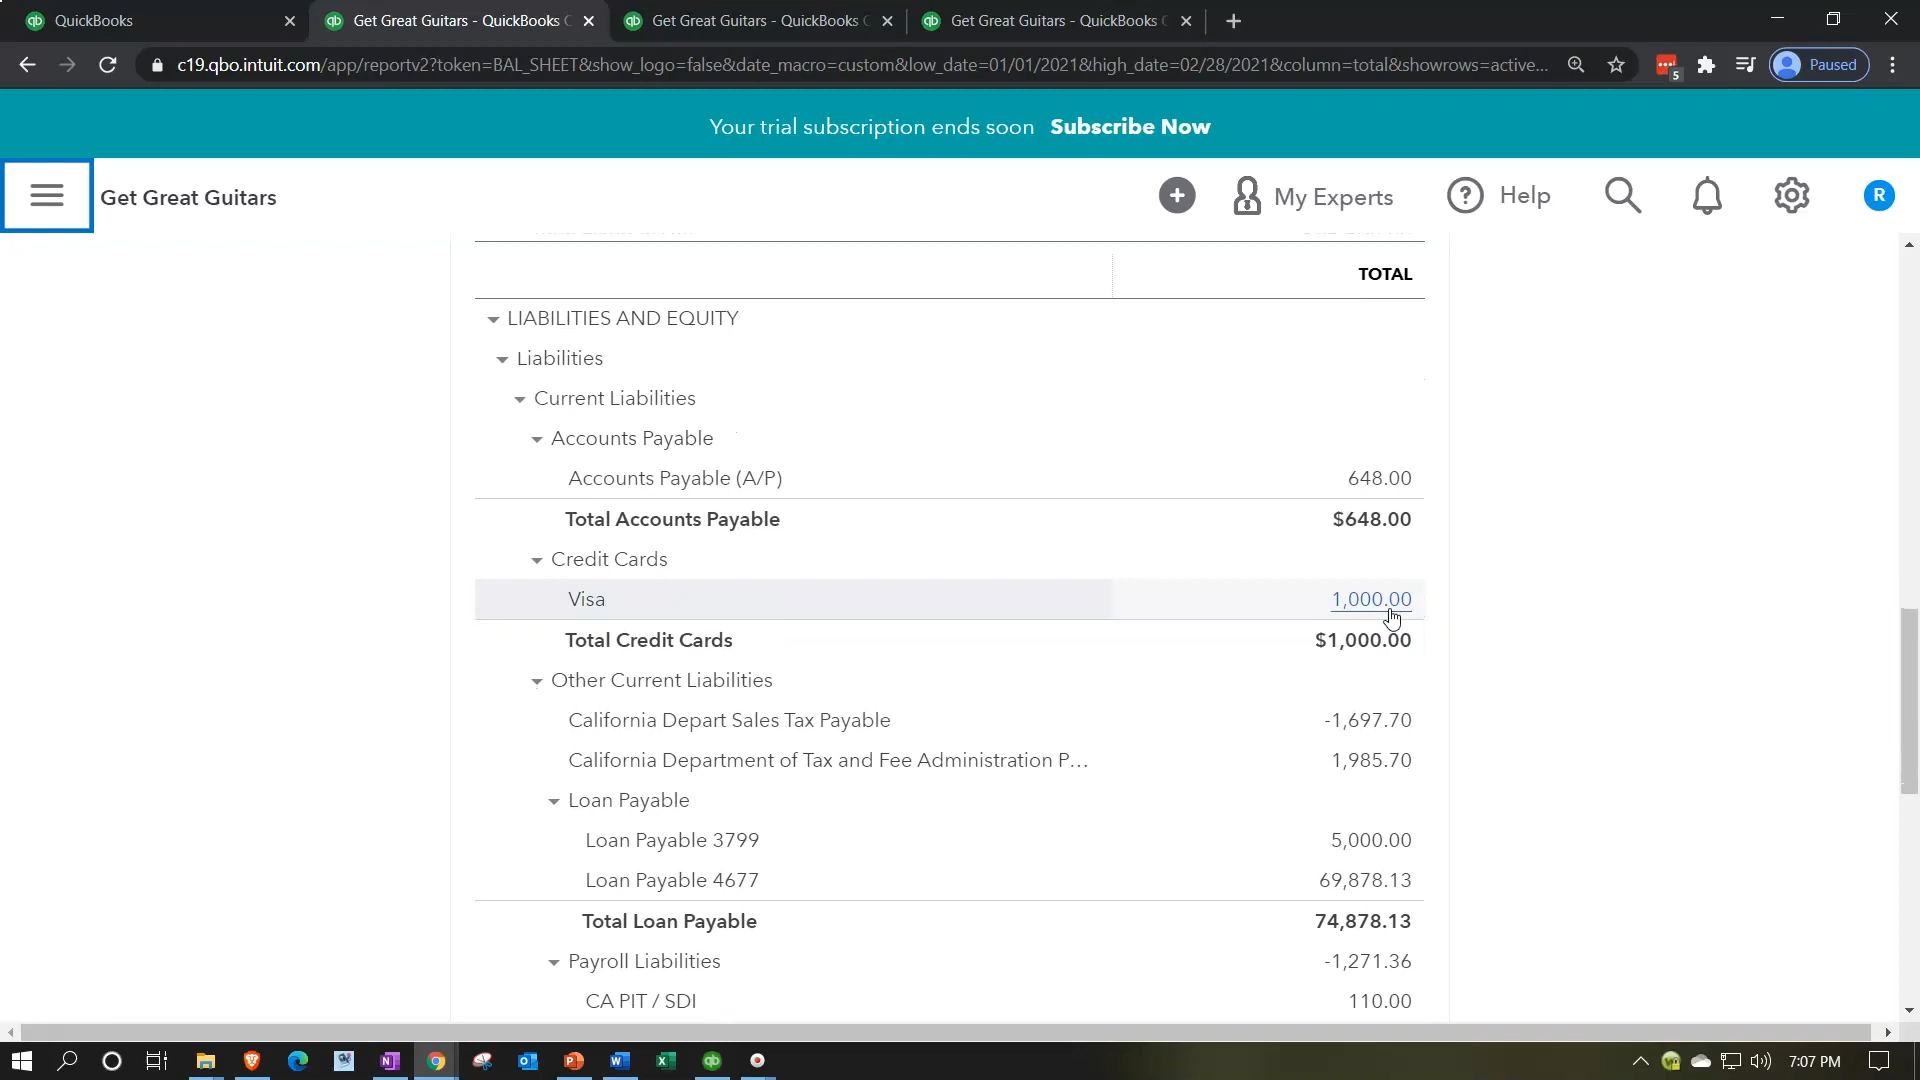 QuickBooks
Get Great Guitars - QuickBooks
Get Great Guitars - QuickBooks
Get Great Guitars - QuickBooks
c19.qbo.intuit.com/app/reportv2?token=BAL_SHEET&show_logo=false&date_macro=custom&low_date=01/01/2021&high_date=02/28/2021&column=total&showrows=active...
5
Paused
Your trial subscription ends soon Subscribe Now
Get Great Guitars
My Experts
Help
R
TOTAL
LIABILITIES AND EQUITY
Liabilities
Current Liabilities
Accounts Payable
Accounts Payable (A/P) 648.00
Total Accounts Payable $648.00
Credit Cards
Visa 1,000.00
Total Credit Cards $1,000.00
Other Current Liabilities
California Depart Sales Tax Payable -1,697.70
California Department of Tax and Fee Administration P... 1,985.70
Loan Payable
Loan Payable 3799 5,000.00
Loan Payable 4677 69,878.13
Total Loan Payable 74,878.13
Payroll Liabilities -1,271.36
CA PIT / SDI 110.00
7:07 PM